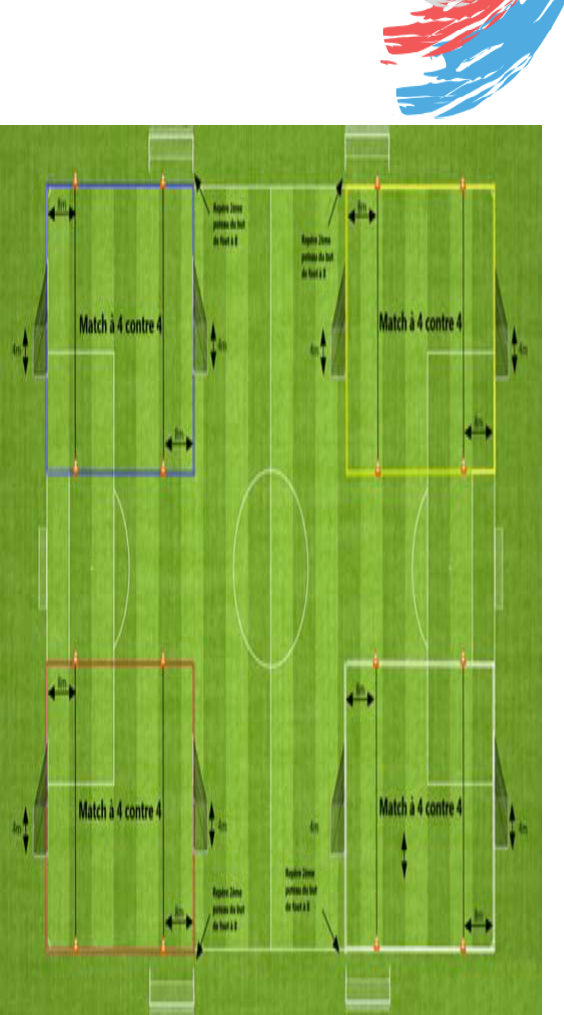 8m
Repère 2ème
poteau du but
de foot à 8
Match à 4 contre 4
4m
4m
8m
8m
Repère 2ème
poteau du but
de foot à 8
Match à 4 contre 4
4m
4m
8m
8m
Match à 4 contre 4
4m
4m
Repère 2ème
poteau du but
de foot à 8
8m
8m
Match à 4 contre 4
4m
4m
Repère 2ème
poteau du but
de foot à 8
8m